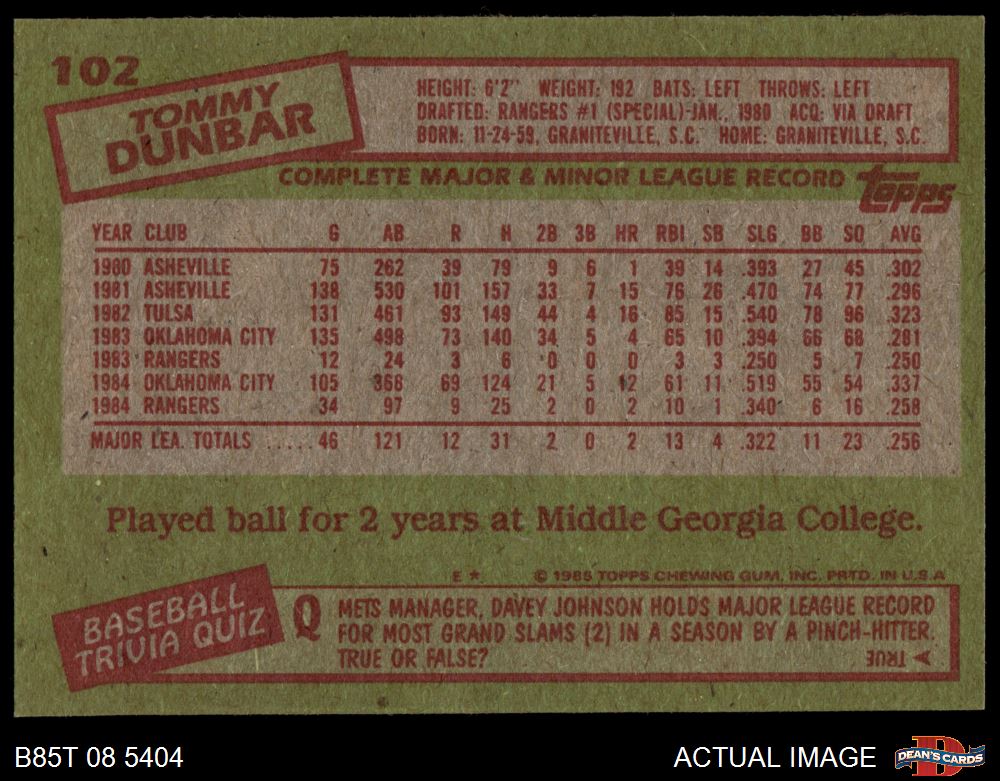 102
TOMMY
DUNBAR
HEIGHT: 6'2" WEIGHT: 192 BATS: LEFT THROWS: LEFT
DRAFTED: RANGERS #1 (SPECIAL)-JAN., 1980 ACQ: VIA DRAFT
BORN: 11-24-59, GRANITEVILLE, S.C. HOME: GRANITEVILLE, S.C.
COMPLETE MAJOR & MINOR LEAGUE RECORD topps
YEAR CLUB G AB R H 2B 3B HR RBI SB SLG BB SO AVG
1980 ASHEVILLE 75 262 39 79 9 6 1 39 14 .393 27 45 .302
1981 ASHEVILLE 138 530 101 157 33 7 15 76 26 .470 74 77 .296
1982 TULSA 131 461 93 149 44 4 16 85 15 .540 78 96 .323
1983 OKLAHOMA CITY 135 498 73 140 34 5 4 65 10 .394 66 68 .281
1983 RANGERS 12 24 3 6 0 0 0 3 3 .250 5 7 .250
1984 OKLAHOMA CITY 105 368 69 124 21 5 12 61 11 .519 55 54 .337
1984 RANGERS 34 97 9 25 2 0 2 10 1 .340 6 16 .258
MAJOR LEA. TOTALS ..... 46 121 12 31 2 0 2 13 4 .322 11 23 .256
Played ball for 2 years at Middle Georgia College.
E * © 1985 TOPPS CHEWING GUM, INC. PRTD. IN U.S.A
BASEBALL
TRIVIA QUIZ
Q METS MANAGER, DAVEY JOHNSON HOLDS MAJOR LEAGUE RECORD
FOR MOST GRAND SLAMS (2) IN A SEASON BY A PINCH-HITTER.
TRUE OR FALSE?
A TRUE
B85T 08 5404
ACTUAL IMAGE
D
DEAN'S CARDS